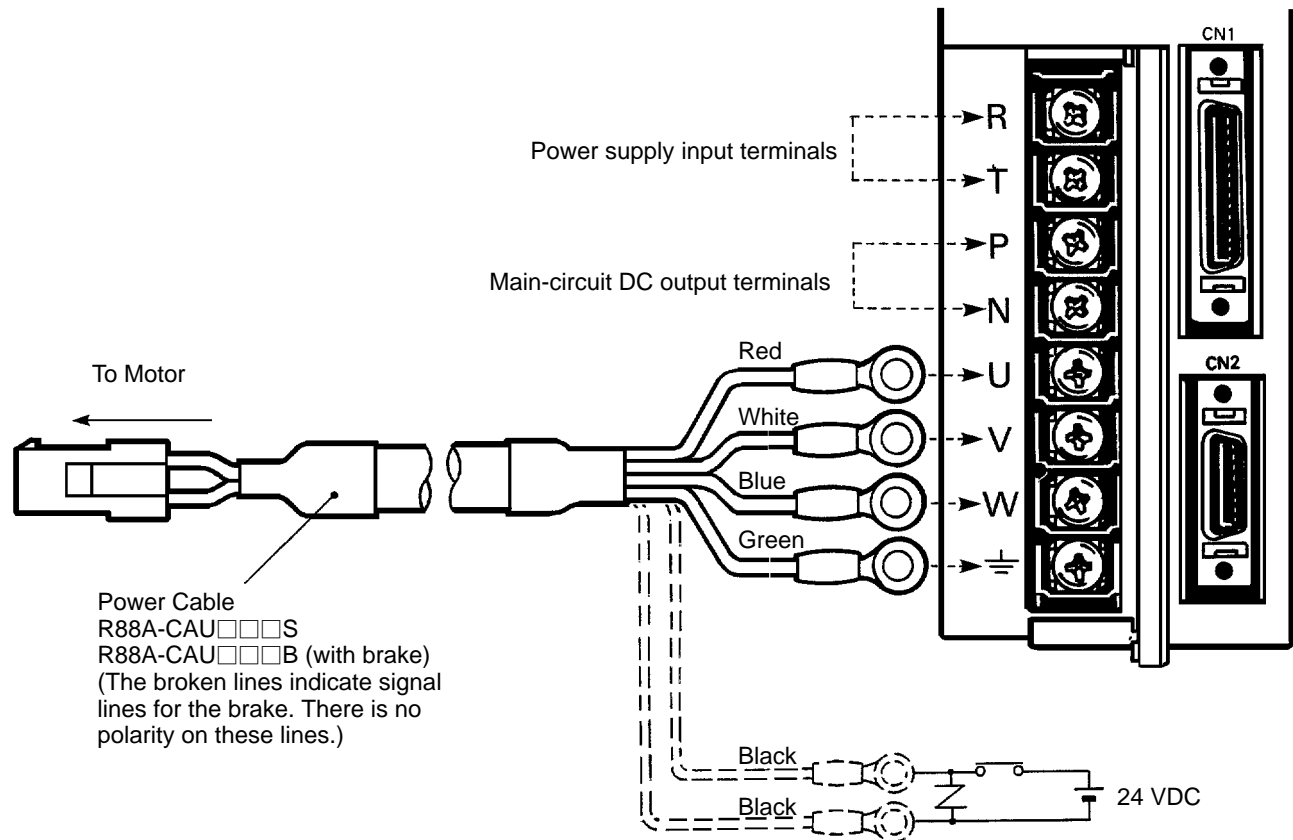 CN1
R
Power supply input terminals
T
P
Main-circuit DC output terminals
N
Red
U
To Motor
CN2
White
V
Blue
W
Green
Power Cable
R88A-CAU□□□S
R88A-CAU□□□B (with brake)
(The broken lines indicate signal
lines for the brake. There is no
polarity on these lines.)
Black
Black
24 VDC